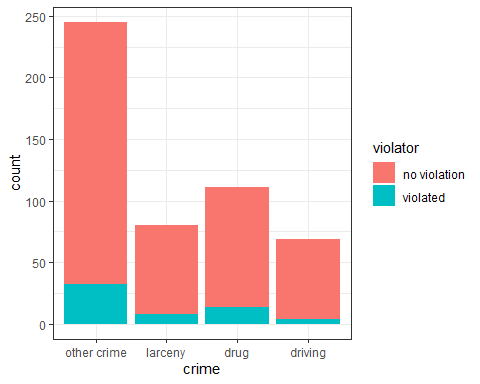 250
200
150
100
50
0
count
other crime larceny drug driving
crime
violator
no violation
violated